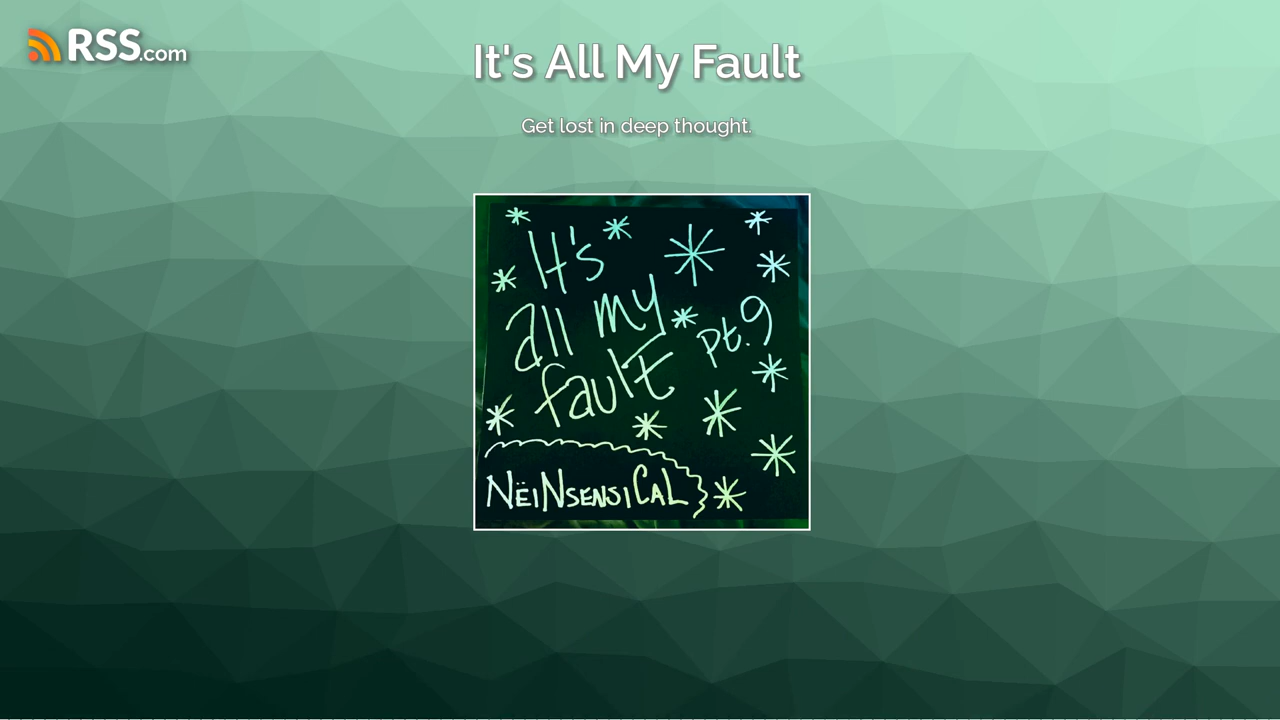 RSS.com
It's All My Fault
Get lost in deep thought.
It's
all my
fault
pt.9
NëiNsensiCaL